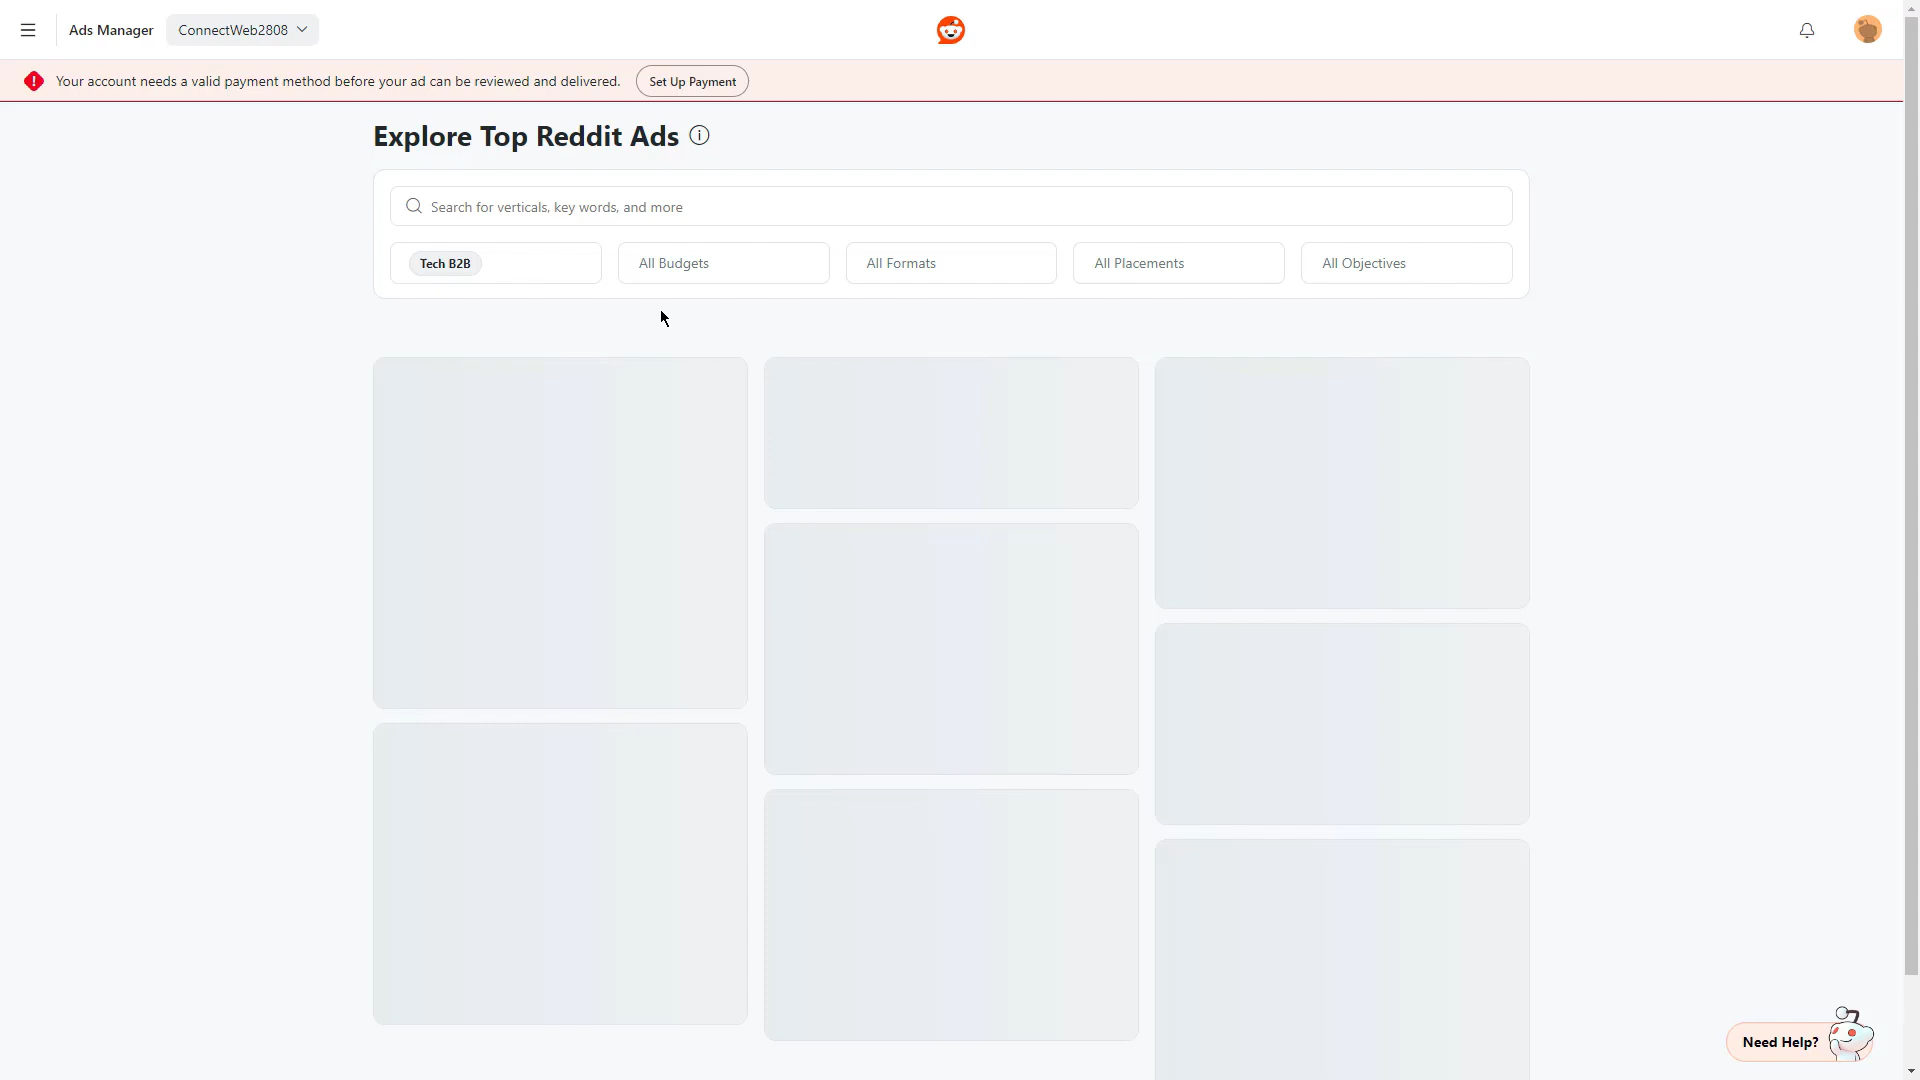 Ads Manager
ConnectWeb2808
Your account needs a valid payment method before your ad can be reviewed and delivered.
Set Up Payment
Explore Top Reddit Ads
Search for verticals, key words, and more
Tech B2B
All Budgets
All Formats
All Placements
All Objectives
Need Help?